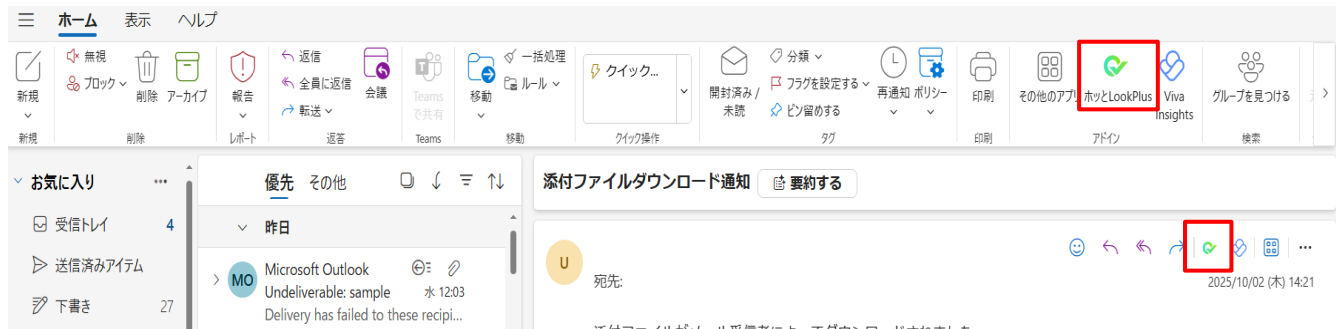 ホーム 表示 ヘルプ
新規
無視
ブロック
削除 アーカイブ
報告
返信
全員に返信
転送
会議
Teams
で共有
移動
一括処理
ルール
クイック...
開封済み /
未読
分類
フラグを設定する
ピン留めする
再通知 ポリシー
印刷
その他のアプリ
ホッとLookPlus
Viva
Insights
グループを見つける
新規 削除 レポート 返答 Teams 移動 クイック操作 タグ 印刷 アドイン 検索
お気に入り ...
受信トレイ 4
送信済みアイテム
下書き 27
優先 その他
昨日
MO
Microsoft Outlook
Undeliverable: sample 水 12:03
Delivery has failed to these recipi...
添付ファイルダウンロード通知 要約する
U
宛先:
2025/10/02 (木) 14:21